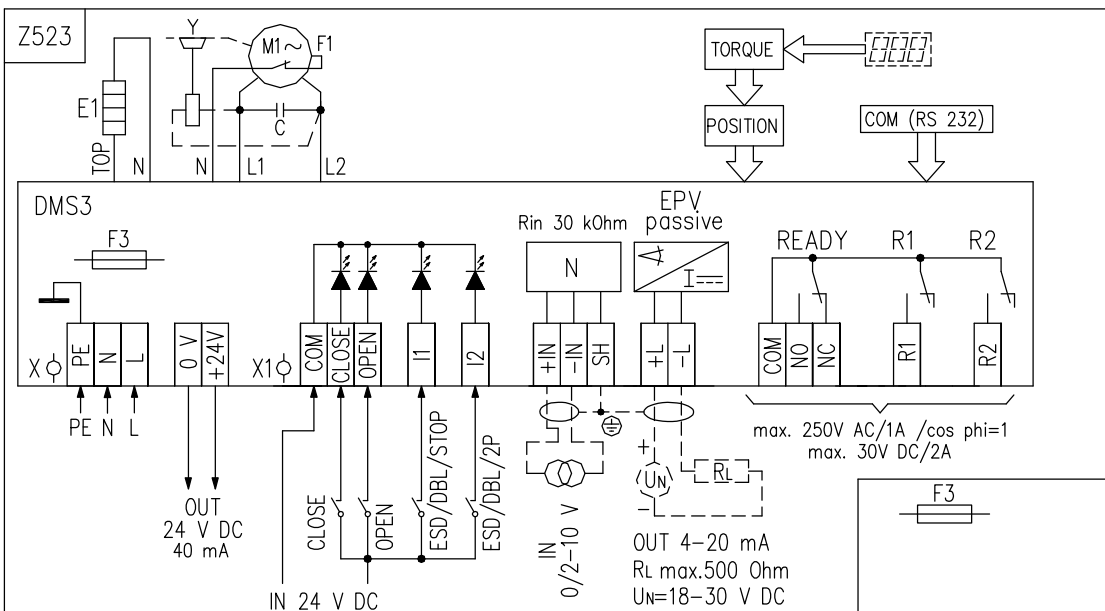 Z523
Y
M1 ~
F1
E1
C
TOP
N
N
L1
L2
TORQUE
888
POSITION
COM (RS 232)
DMS3
F3
Rin 30 kOhm
N
EPV
passive
I
READY
R1
R2
X
PE
N
L
0 V
+24V
X1
COM
CLOSE
OPEN
I1
I2
+IN
-IN
SH
+L
-L
COM
NO
NC
R1
R2
PE N L
OUT
24 V DC
40 mA
CLOSE
OPEN
ESD/DBL/STOP
ESD/DBL/2P
IN 24 V DC
IN
0/2-10 V
+
UN
-
RL
OUT 4-20 mA
RL max.500 Ohm
UN=18-30 V DC
max. 250V AC/1A /cos phi=1
max. 30V DC/2A
F3